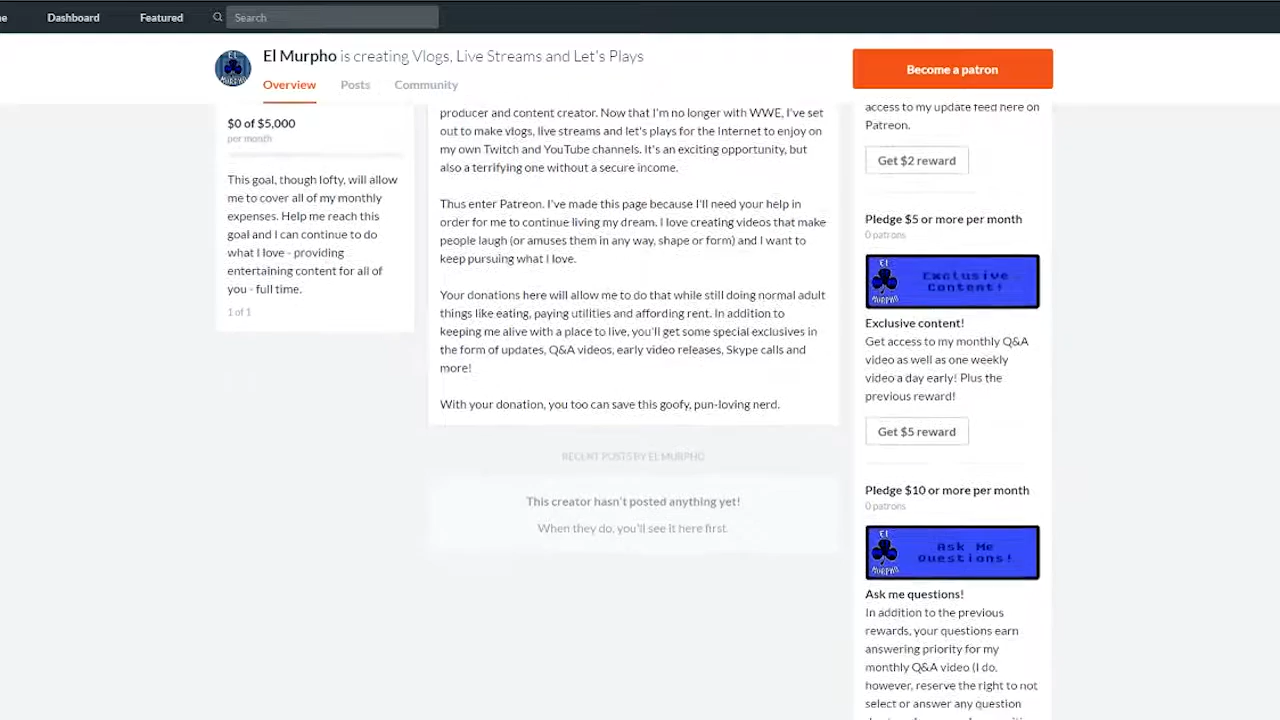 Dashboard
Featured
Search
El Murpho is creating Vlogs, Live Streams and Let's Plays
Overview
Posts
Community
Become a patron
$0 of $5,000
per month
This goal, though lofty, will allow
me to cover all of my monthly
expenses. Help me reach this
goal and I can continue to do
what I love - providing
entertaining content for all of
you - full time.
1 of 1
producer and content creator. Now that I'm no longer with WWE, I've set
out to make vlogs, live streams and let's plays for the Internet to enjoy on
my own Twitch and YouTube channels. It's an exciting opportunity, but
also a terrifying one without a secure income.
Thus enter Patreon. I've made this page because I'll need your help in
order for me to continue living my dream. I love creating videos that make
people laugh (or amuses them in any way, shape or form) and I want to
keep pursuing what I love.
Your donations here will allow me to do that while still doing normal adult
things like eating, paying utilities and affording rent. In addition to
keeping me alive with a place to live, you'll get some special exclusives in
the form of updates, Q&A videos, early video releases, Skype calls and
more!
With your donation, you too can save this goofy, pun-loving nerd.
RECENT POSTS BY EL MURPHO
This creator hasn't posted anything yet!
When they do, you'll see it here first.
access to my update feed here on
Patreon.
Get $2 reward
Pledge $5 or more per month
0 patrons
EL
MURPHO
Exclusive
Content!
Exclusive content!
Get access to my monthly Q&A
video as well as one weekly
video a day early! Plus the
previous reward!
Get $5 reward
Pledge $10 or more per month
0 patrons
EL
MURPHO
Ask Me
Questions!
Ask me questions!
In addition to the previous
rewards, your questions earn
answering priority for my
monthly Q&A video (I do,
however, reserve the right to not
select or answer any question